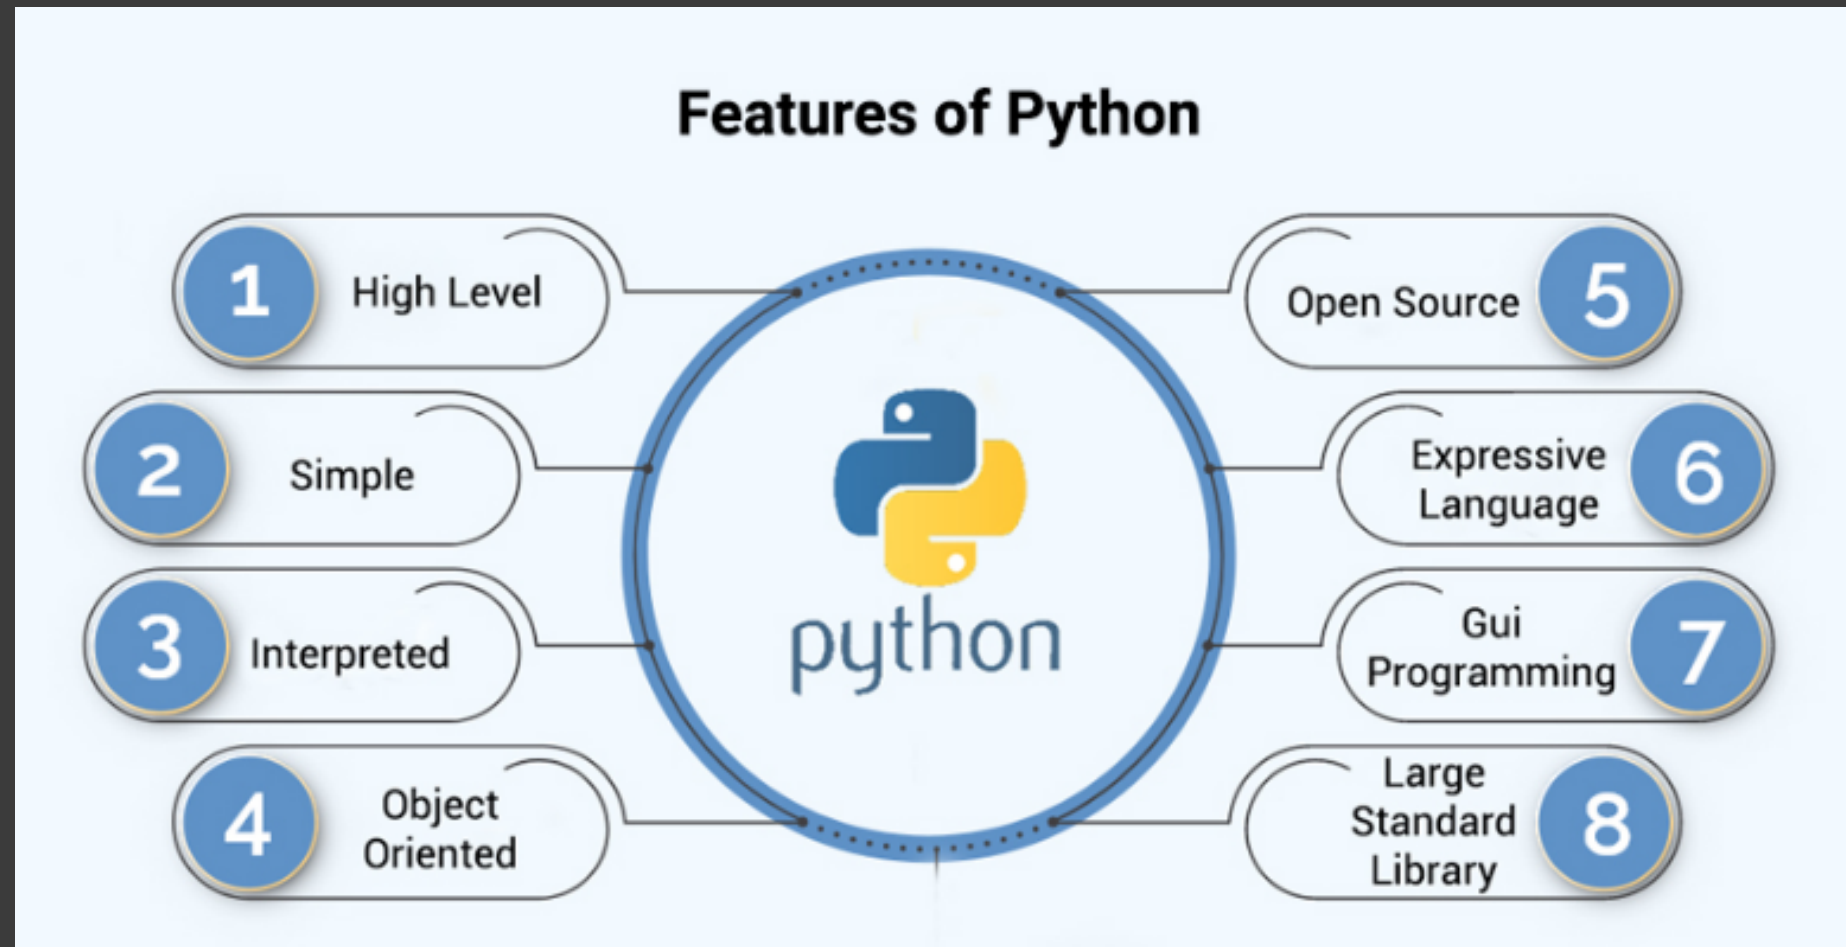 Features of Python
1
High Level
2
Simple
3
Interpreted
4
Object
Oriented
python
Open Source
5
Expressive
Language
6
Gui
Programming
7
Large
Standard
Library
8